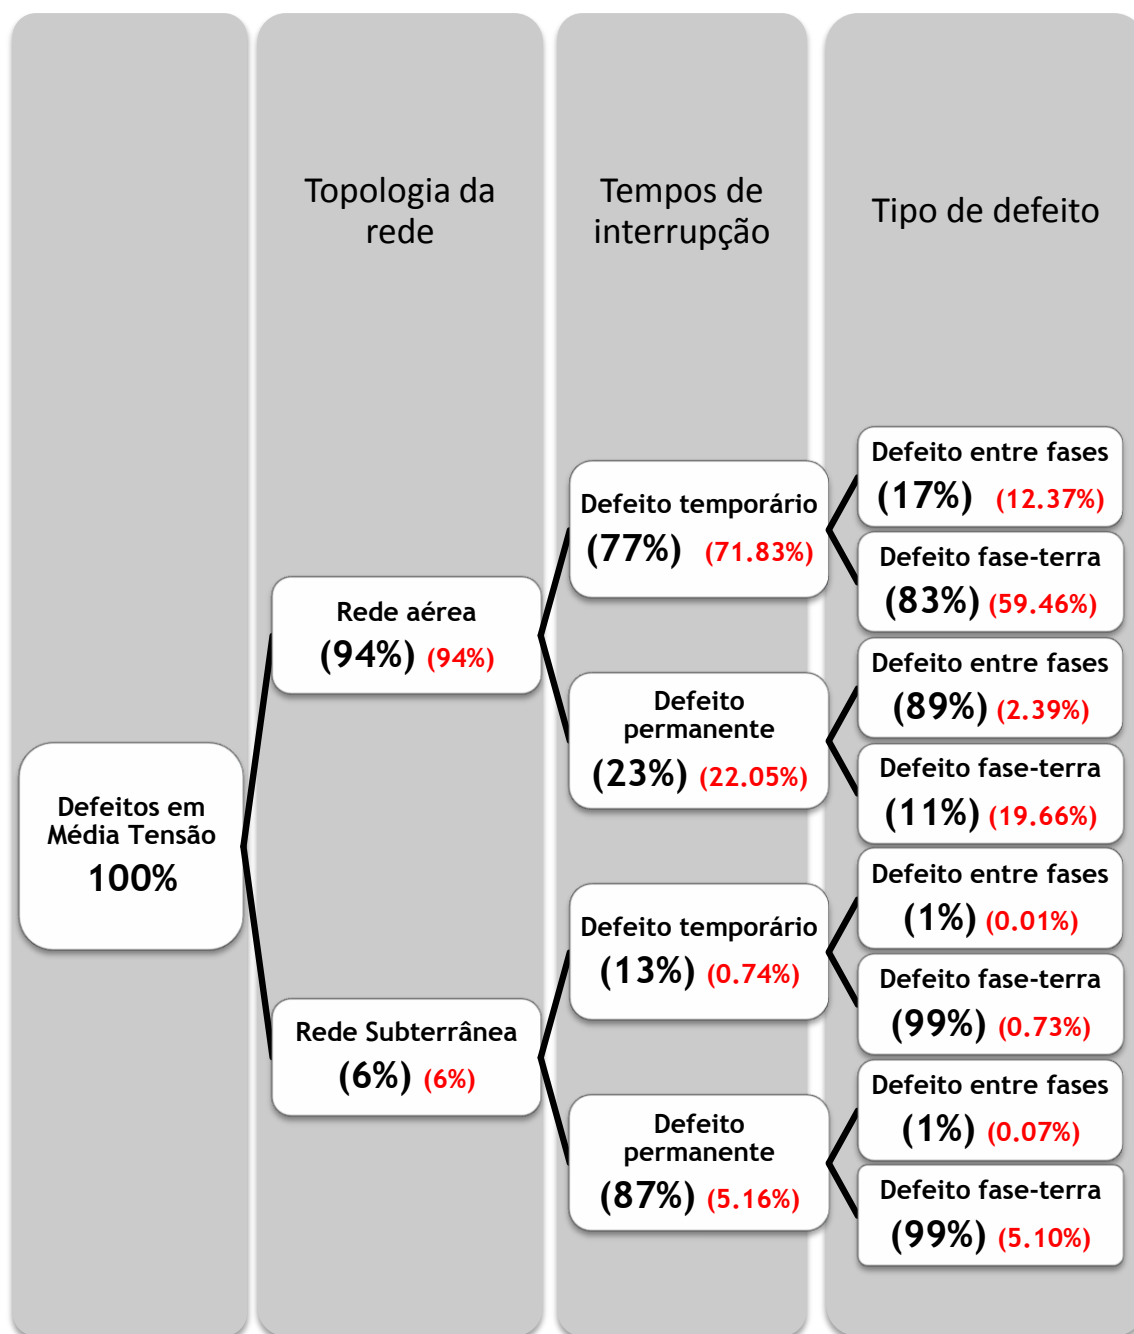 Topologia da
rede
Tempos de
interrupção
Tipo de defeito
Defeitos em
Média Tensão
100%
Rede aérea
(94%) (94%)
Rede Subterrânea
(6%) (6%)
Defeito temporário
(77%) (71.83%)
Defeito
permanente
(23%) (22.05%)
Defeito temporário
(13%) (0.74%)
Defeito
permanente
(87%) (5.16%)
Defeito entre fases
(17%) (12.37%)
Defeito fase-terra
(83%) (59.46%)
Defeito entre fases
(89%) (2.39%)
Defeito fase-terra
(11%) (19.66%)
Defeito entre fases
(1%) (0.01%)
Defeito fase-terra
(99%) (0.73%)
Defeito entre fases
(1%) (0.07%)
Defeito fase-terra
(99%) (5.10%)